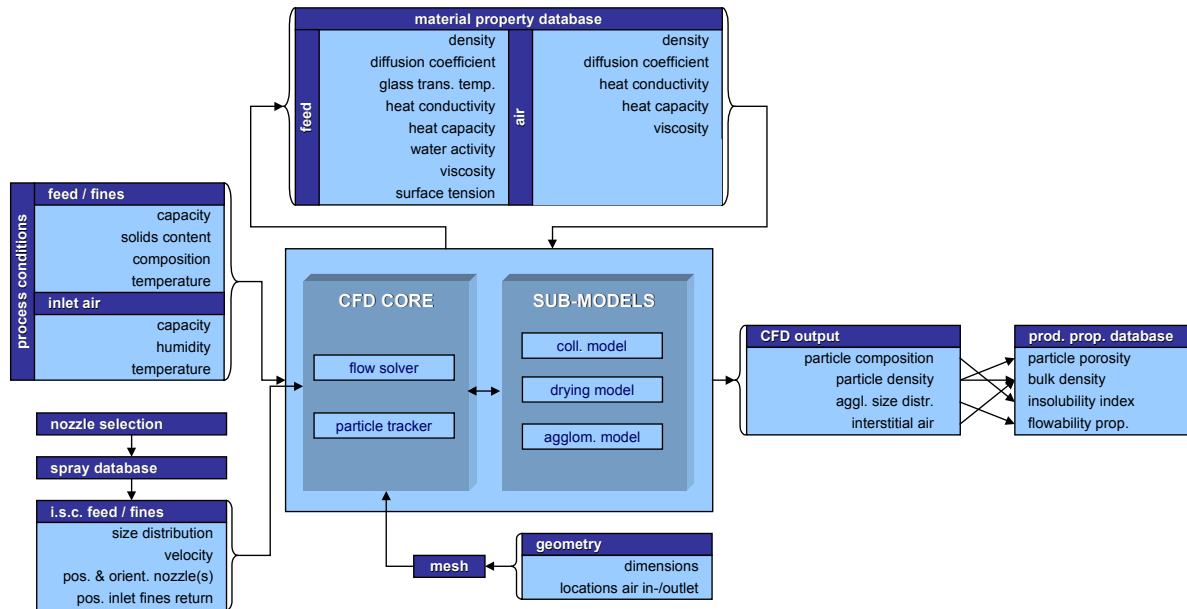 material property database
feed
density
diffusion coefficient
glass trans. temp.
heat conductivity
heat capacity
water activity
viscosity
surface tension
air
density
diffusion coefficient
heat conductivity
heat capacity
viscosity
process conditions
feed / fines
capacity
solids content
composition
temperature
inlet air
capacity
humidity
temperature
nozzle selection
spray database
i.s.c. feed / fines
size distribution
velocity
pos. & orient. nozzle(s)
pos. inlet fines return
CFD CORE
flow solver
particle tracker
SUB-MODELS
coll. model
drying model
agglom. model
mesh
geometry
dimensions
locations air in-/outlet
CFD output
particle composition
particle density
aggl. size distr.
interstitial air
prod. prop. database
particle porosity
bulk density
insolubility index
flowability prop.